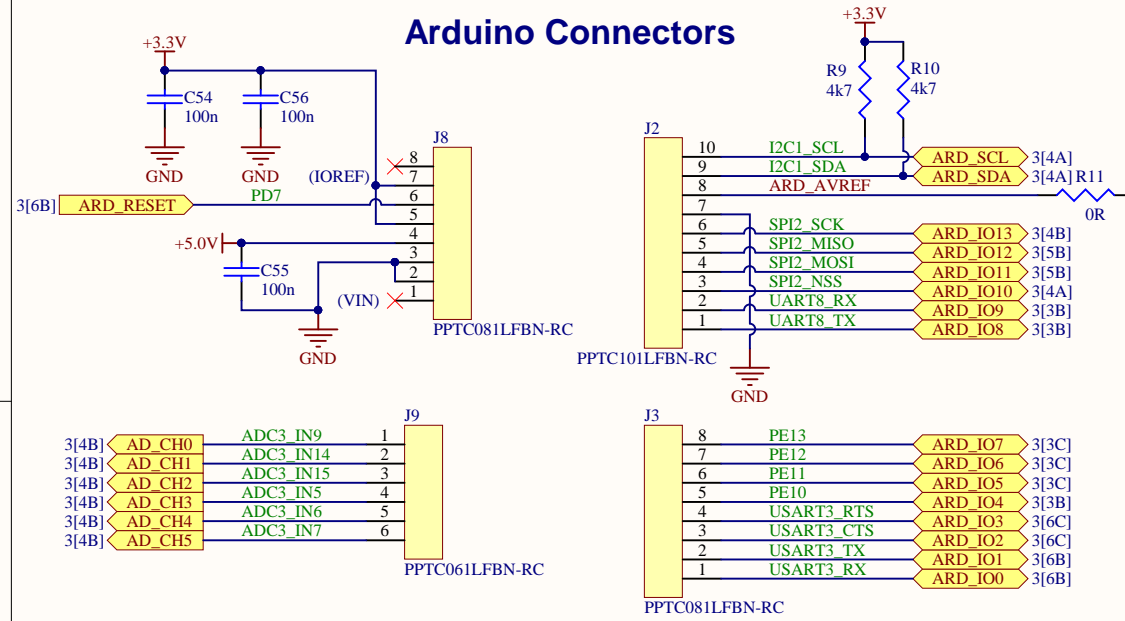 Arduino Connectors
+3.3V
C54
100n
C56
100n
GND
GND
J8
8
(IOREF)
7
3[6B] ARD_RESET PD7 6
5
+5.0V 4
C55
100n
3
2
(VIN) 1
GND
PPTC081LFBN-RC
+3.3V
R9
4k7
R10
4k7
J2
10 I2C1_SCL ARD_SCL 3[4A]
9 I2C1_SDA ARD_SDA 3[4A]
8 ARD_AVREF R11
0R
7
6 SPI2_SCK ARD_IO13 3[4B]
5 SPI2_MISO ARD_IO12 3[5B]
4 SPI2_MOSI ARD_IO11 3[5B]
3 SPI2_NSS ARD_IO10 3[4A]
2 UART8_RX ARD_IO9 3[3B]
1 UART8_TX ARD_IO8 3[3B]
PPTC101LFBN-RC
GND
J9
3[4B] AD_CH0 ADC3_IN9 1
3[4B] AD_CH1 ADC3_IN14 2
3[4B] AD_CH2 ADC3_IN15 3
3[4B] AD_CH3 ADC3_IN5 4
3[4B] AD_CH4 ADC3_IN6 5
3[4B] AD_CH5 ADC3_IN7 6
PPTC061LFBN-RC
J3
8 PE13 ARD_IO7 3[3C]
7 PE12 ARD_IO6 3[3C]
6 PE11 ARD_IO5 3[3C]
5 PE10 ARD_IO4 3[3B]
4 USART3_RTS ARD_IO3 3[6C]
3 USART3_CTS ARD_IO2 3[6C]
2 USART3_TX ARD_IO1 3[6B]
1 USART3_RX ARD_IO0 3[6B]
PPTC081LFBN-RC